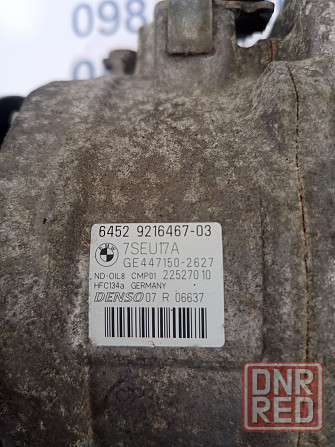 098
6452 9216467-03
7SEU17A
GE447150-2627
ND-OIL8 CMP01 22527010
HFC134a GERMANY
DENSO 07 R 06637
DNR
RED